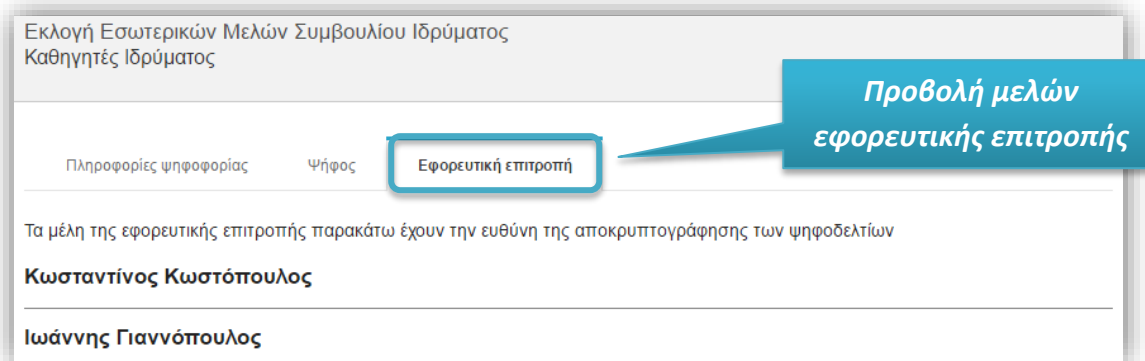 Εκλογή Εσωτερικών Μελών Συμβουλίου Ιδρύματος
Καθηγητές Ιδρύματος
Προβολή μελών
εφορευτικής επιτροπής
Πληροφορίες ψηφοφορίας Ψήφος Εφορευτική επιτροπή
Τα μέλη της εφορευτικής επιτροπής παρακάτω έχουν την ευθύνη της αποκρυπτογράφησης των ψηφοδελτίων
Κωσταντίνος Κωστόπουλος
Ιωάννης Γιαννόπουλος